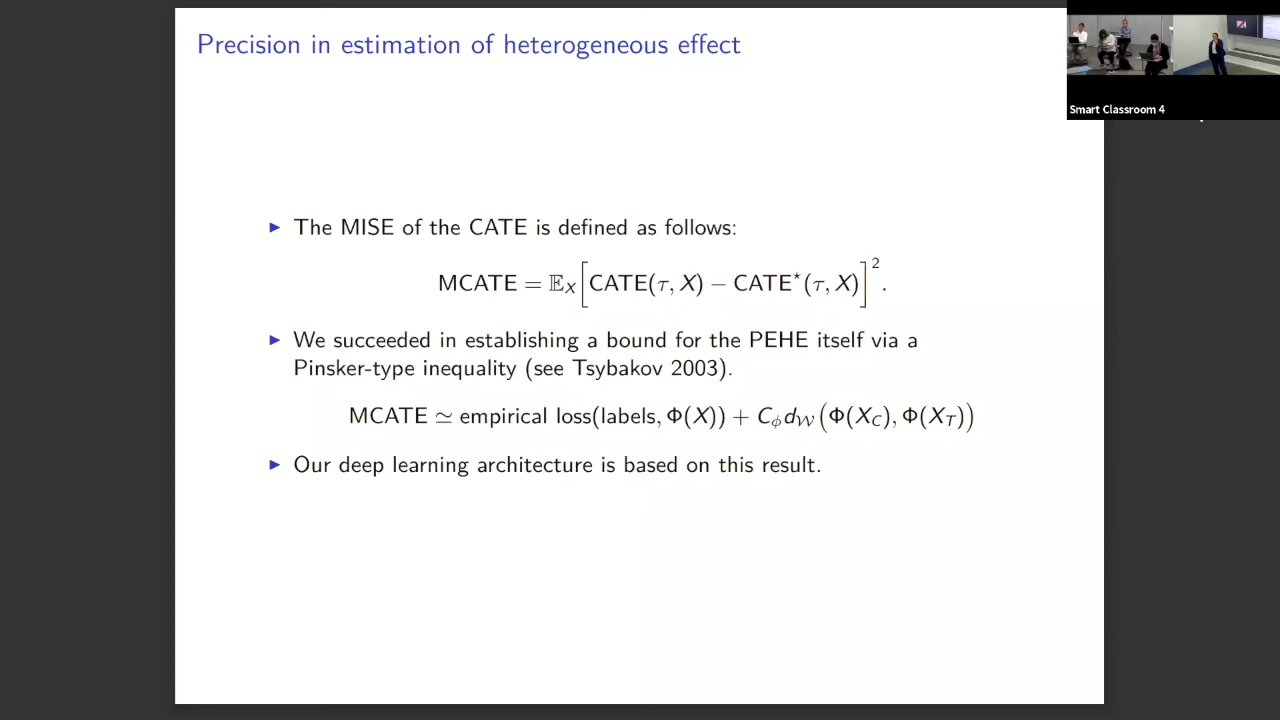 Precision in estimation of heterogeneous effect
Smart Classroom 4
▶ The MISE of the CATE is defined as follows:
MCATE = 𝔼_X [CATE(τ, X) − CATE⋆(τ, X)]².
▶ We succeeded in establishing a bound for the PEHE itself via a
Pinsker-type inequality (see Tsybakov 2003).
MCATE ≃ empirical loss(labels, Φ(X)) + C_ϕ d_𝒲 (Φ(X_C), Φ(X_T))
▶ Our deep learning architecture is based on this result.